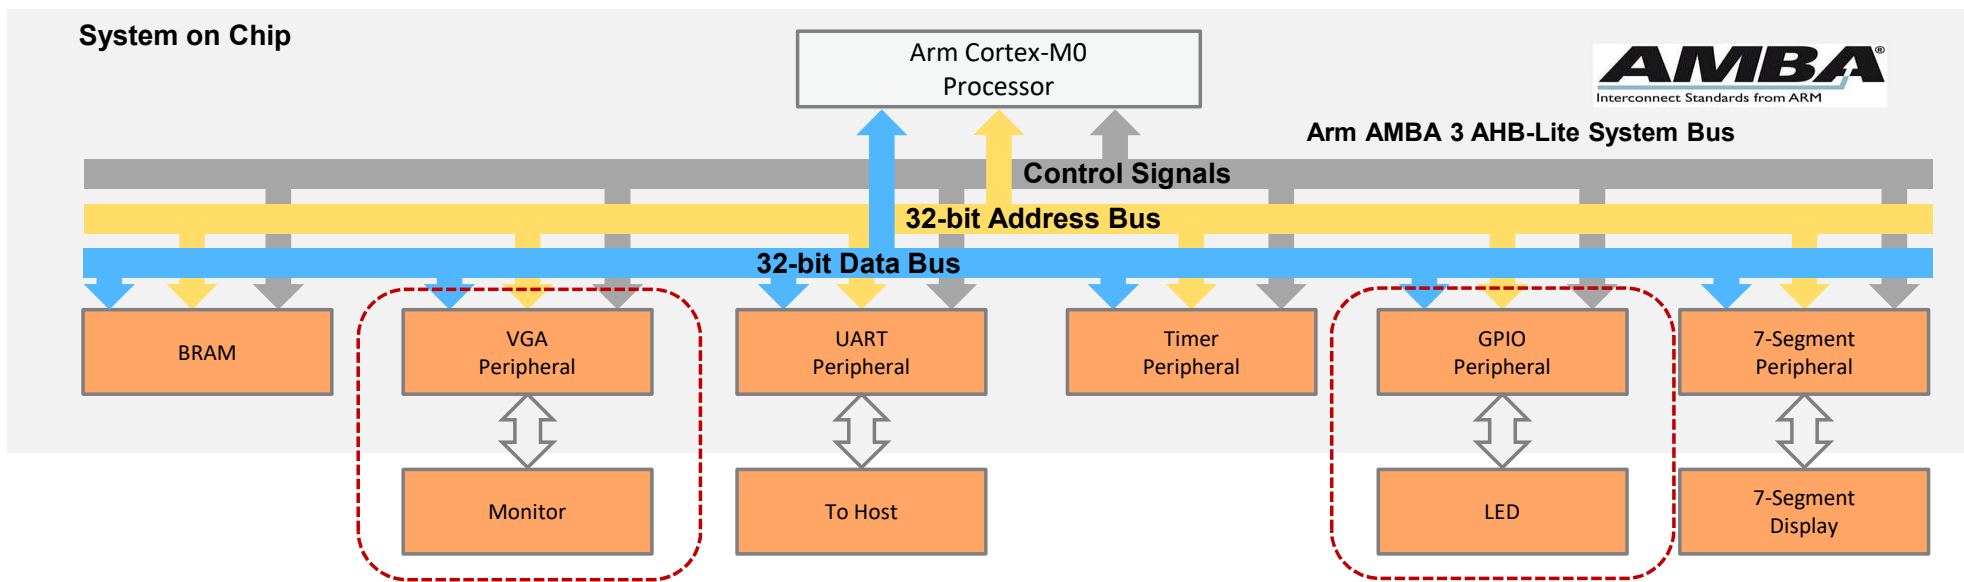 System on Chip
Arm Cortex-M0
Processor
AMBA®
Interconnect Standards from ARM
Arm AMBA 3 AHB-Lite System Bus
Control Signals
32-bit Address Bus
32-bit Data Bus
BRAM
VGA
Peripheral
UART
Peripheral
Timer
Peripheral
GPIO
Peripheral
7-Segment
Peripheral
Monitor
To Host
LED
7-Segment
Display